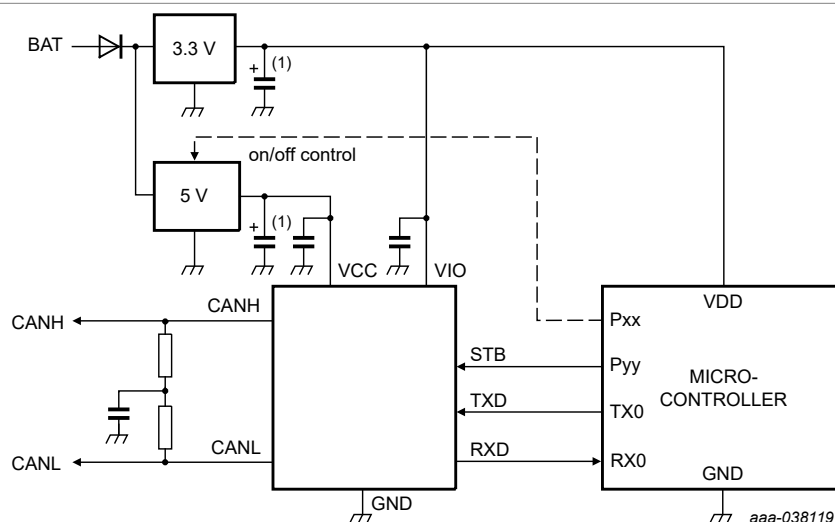 BAT
3.3 V
+
(1)
on/off control
5 V
+
(1)
VCC
VIO
CANH
CANH
VDD
Pxx
STB
Pyy
MICRO-
CONTROLLER
TXD
TX0
CANL
CANL
RXD
RX0
GND
GND
aaa-038119